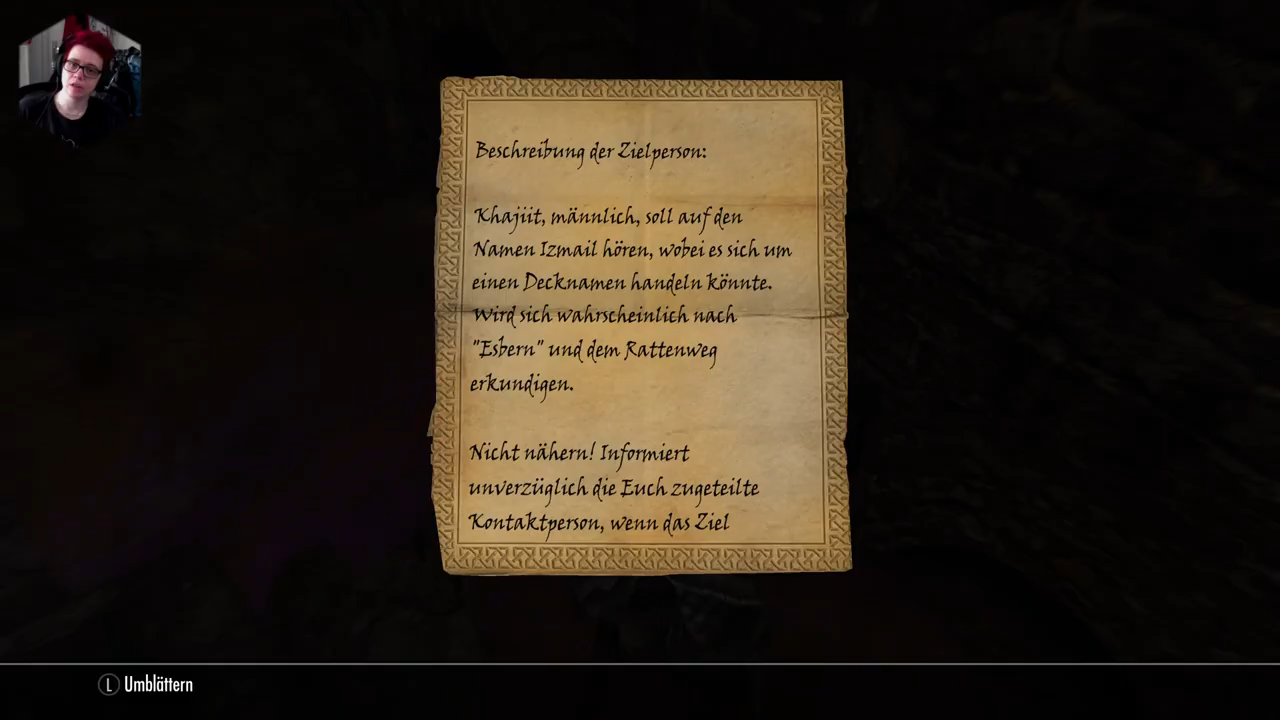 Beschreibung der Zielperson:
Khajiit, männlich, soll auf den
Namen Izmail hören, wobei es sich um
einen Decknamen handeln könnte.
Wird sich wahrscheinlich nach
"Esbern" und dem Rattenweg
erkundigen.
Nicht nähern! Informiert
unverzüglich die Euch zugeteilte
Kontaktperson, wenn das Ziel
L Umblättern